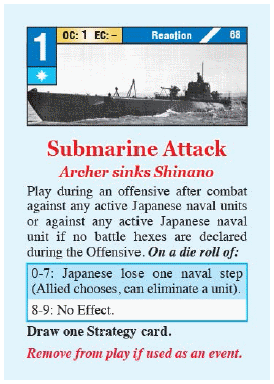 1
OC: 1 EC: -
Reaction
68
Submarine Attack
Archer sinks Shinano
Play during an offensive after combat
against any active Japanese naval units
or against any active Japanese naval
unit if no battle hexes are declared
during the Offensive. On a die roll of:
0-7: Japanese lose one naval step
(Allied chooses, can eliminate a unit).
8-9: No Effect.
Draw one Strategy card.
Remove from play if used as an event.